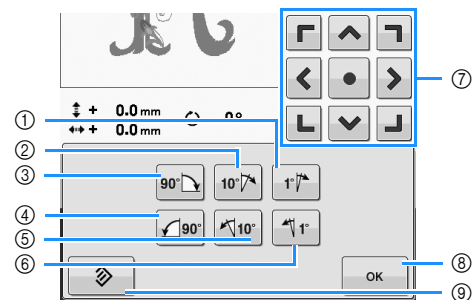 + 0.0 mm 0°
+ 0.0 mm
① ② ③ ④ ⑤ ⑥ ⑦ ⑧ ⑨
90° 10° 1°
90° 10° 1°
OK